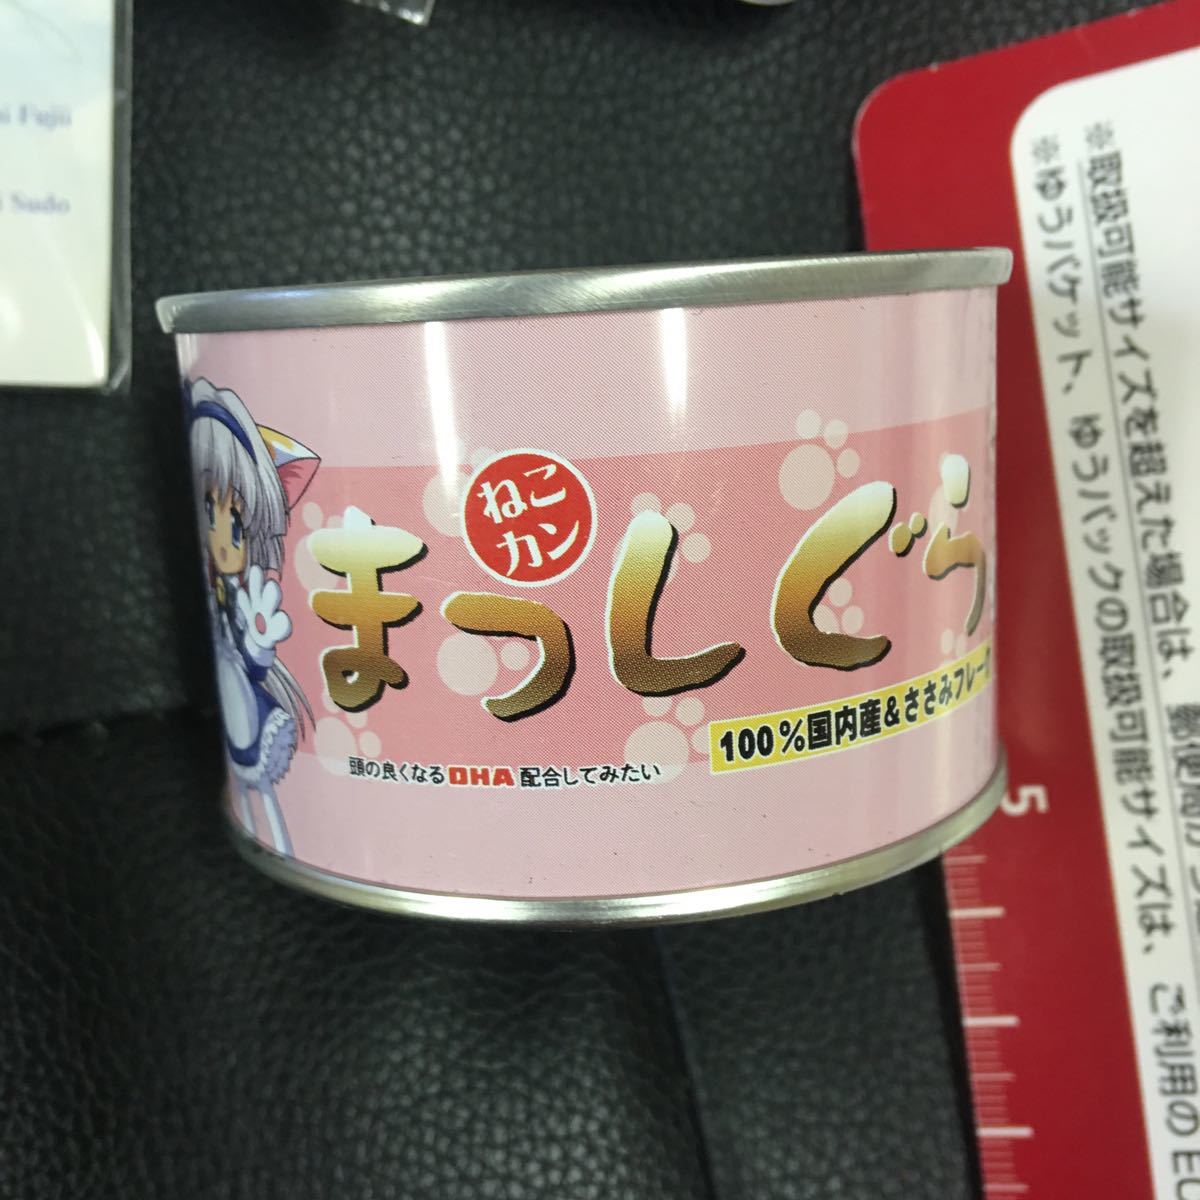 i Fujii
i Sudo
ねこ
カン
まっしぐら
100%国内産&ささみフレーク
頭の良くなるDHA配合してみたい
※取扱可能サイズを超えた場合は、郵便局か
※ゆうパケット、ゆうパックの取扱可能サイズは、ご利用のEC
5